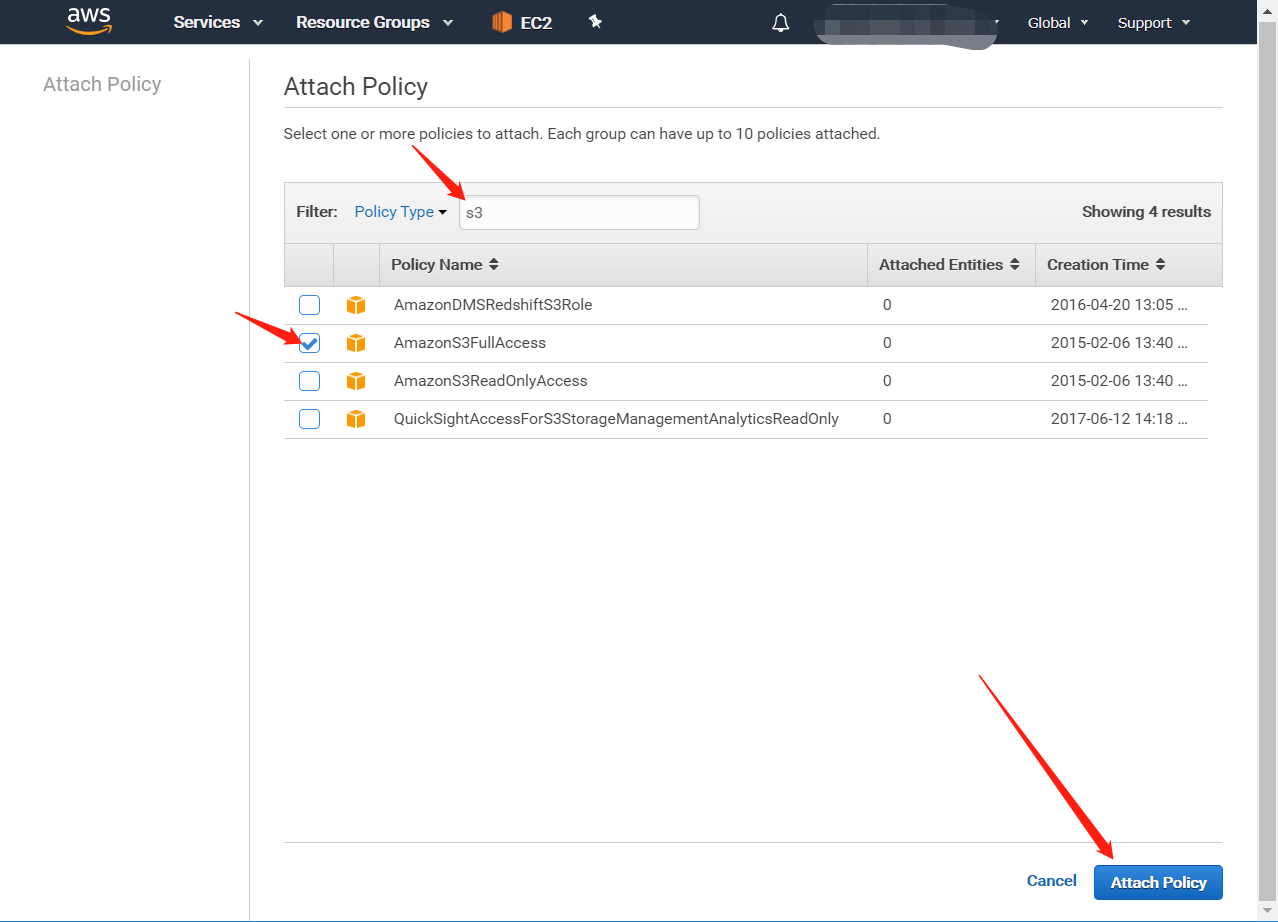 aws Services Resource Groups EC2 Global Support
Attach Policy
Attach Policy
Select one or more policies to attach. Each group can have up to 10 policies attached.
Filter: Policy Type s3 Showing 4 results
Policy Name Attached Entities Creation Time
AmazonDMSRedshiftS3Role 0 2016-04-20 13:05 ...
AmazonS3FullAccess 0 2015-02-06 13:40 ...
AmazonS3ReadOnlyAccess 0 2015-02-06 13:40 ...
QuickSightAccessForS3StorageManagementAnalyticsReadOnly 0 2017-06-12 14:18 ...
Cancel Attach Policy